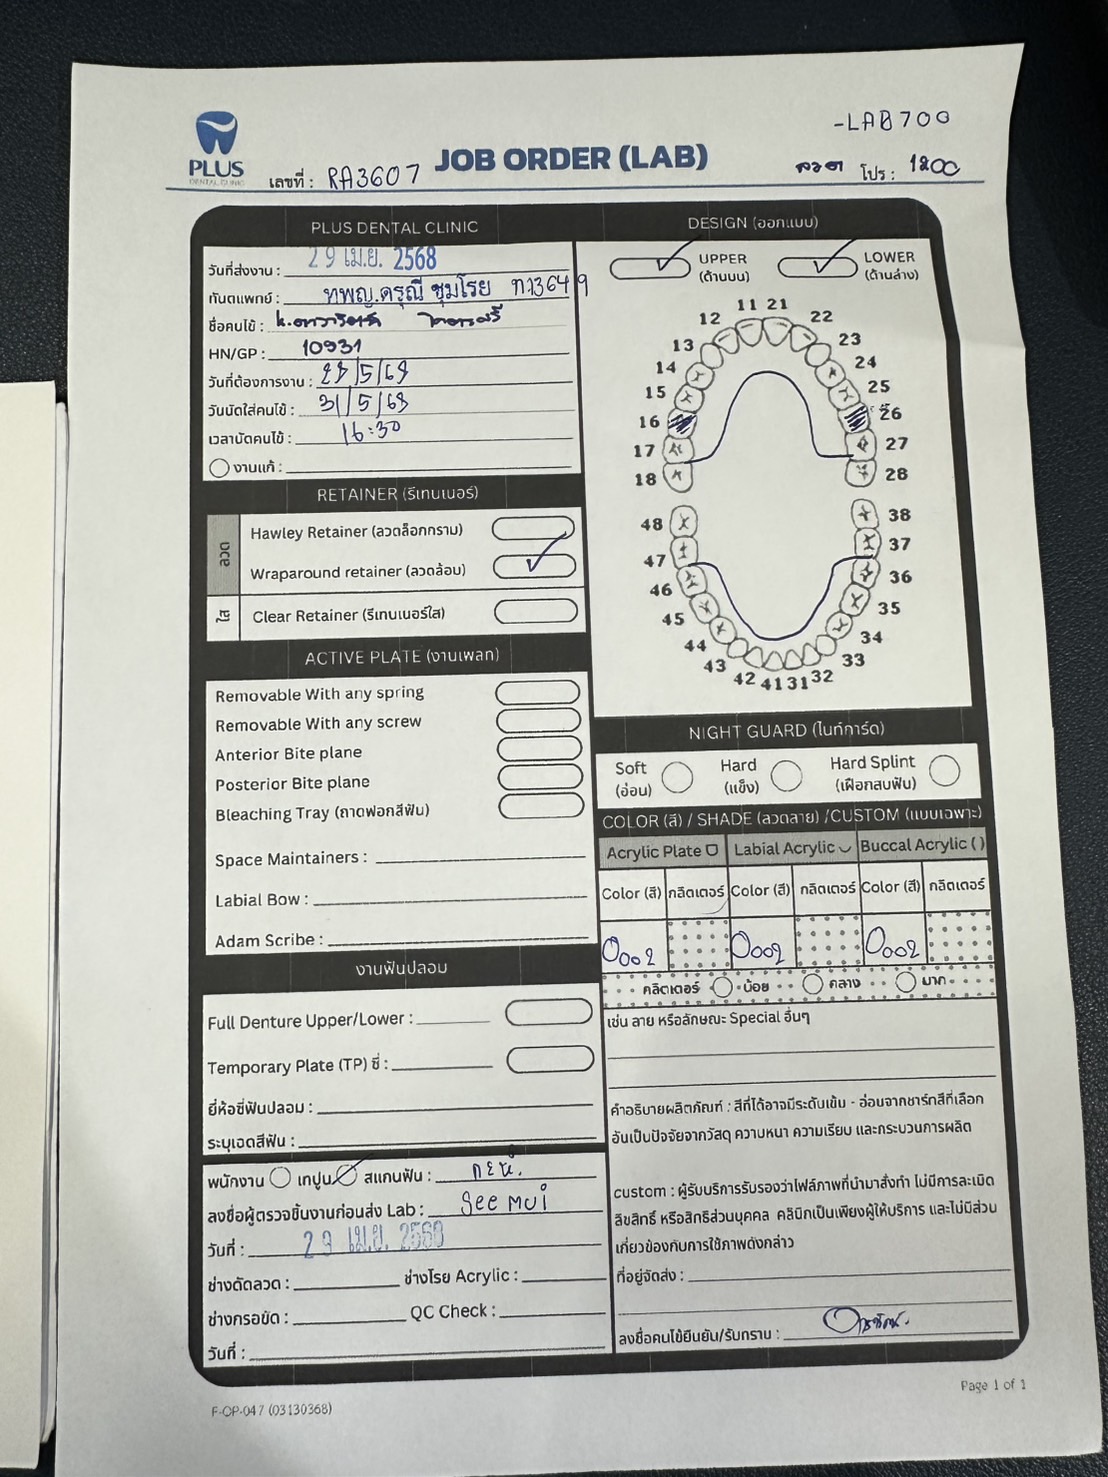 -LAB700
PLUS
DENTAL CLINIC
JOB ORDER (LAB)
เลขที่ : RA3607
ลวด โปร : 1200
PLUS DENTAL CLINIC
วันที่ส่งงาน : 29 เม.ย. 2568
ทันตแพทย์ : ทพญ.ดรุณี ชุมโรย ท13649
ชื่อคนไข้ :
HN/GP : 10931
วันที่ต้องการงาน : 27/5/68
วันนัดใส่คนไข้ : 31/5/68
เวลานัดคนไข้ : 16:30
งานแก้ :
DESIGN (ออกแบบ)
UPPER
(ด้านบน)
LOWER
(ด้านล่าง)
11 21
12 22
13 23
14 24
15 25
16 26
17 27
18 28
48 38
47 37
46 36
45 35
44 34
43 33
42 41 31 32
RETAINER (รีเทนเนอร์)
ลวด
Hawley Retainer (ลวดล็อกกราม)
Wraparound retainer (ลวดล้อม)
ใส
Clear Retainer (รีเทนเนอร์ใส)
ACTIVE PLATE (งานเพลท)
Removable With any spring
Removable With any screw
Anterior Bite plane
Posterior Bite plane
Bleaching Tray (ถาดฟอกสีฟัน)
Space Maintainers :
Labial Bow :
Adam Scribe :
งานฟันปลอม
Full Denture Upper/Lower :
Temporary Plate (TP) ซี่ :
ยี่ห้อซี่ฟันปลอม :
ระบุเฉดสีฟัน :
พนักงาน เทปูน สแกนฟัน :
ลงชื่อผู้ตรวจชิ้นงานก่อนส่ง Lab : See mui
วันที่ : 29 เม.ย. 2568
ช่างดัดลวด : ช่างโรย Acrylic :
ช่างกรอขัด : QC Check :
วันที่ :
NIGHT GUARD (ไนท์การ์ด)
Soft
(อ่อน)
Hard
(แข็ง)
Hard Splint
(เฝือกสบฟัน)
COLOR (สี) / SHADE (ลวดลาย) /CUSTOM (แบบเฉพาะ)
Acrylic Plate Labial Acrylic Buccal Acrylic ( )
Color (สี) กลิตเตอร์ Color (สี) กลิตเตอร์ Color (สี) กลิตเตอร์
0002 0002 0002
กลิตเตอร์ น้อย กลาง มาก
เช่น ลาย หรือลักษณะ Special อื่นๆ
คำอธิบายผลิตภัณฑ์ : สีที่ได้อาจมีระดับเข้ม - อ่อนจากชาร์ทสีที่เลือก
อันเป็นปัจจัยจากวัสดุ ความหนา ความเรียบ และกระบวนการผลิต
custom : ผู้รับบริการรับรองว่าไฟล์ภาพที่นำมาสั่งทำ ไม่มีการละเมิด
ลิขสิทธิ์ หรือสิทธิส่วนบุคคล คลินิกเป็นเพียงผู้ให้บริการ และไม่มีส่วน
เกี่ยวข้องกับการใช้ภาพดังกล่าว
ที่อยู่จัดส่ง :
ลงชื่อคนไข้ยืนยัน/รับทราบ :
Page 1 of 1
F-OP-047 (03130368)